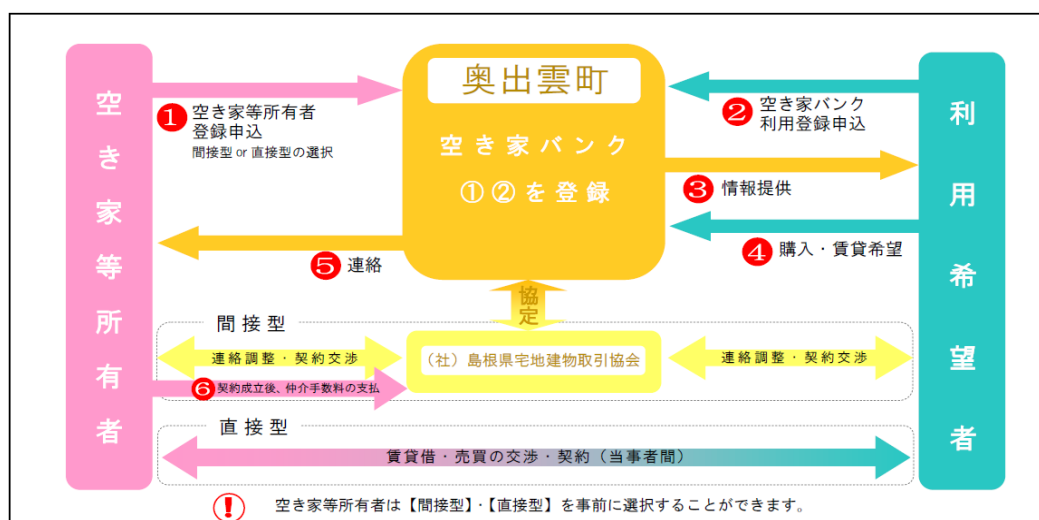 空き家等所有者
奥出雲町
空き家バンク
①②を登録
利用希望者
❶ 空き家等所有者
登録申込
間接型 or 直接型の選択
❷ 空き家バンク
利用登録申込
❸ 情報提供
❹ 購入・賃貸希望
❺ 連絡
協定
間接型
連絡調整・契約交渉
（社）島根県宅地建物取引協会
連絡調整・契約交渉
❻ 契約成立後、仲介手数料の支払
直接型
賃貸借・売買の交渉・契約（当事者間）
! 空き家等所有者は【間接型】・【直接型】を事前に選択することができます。